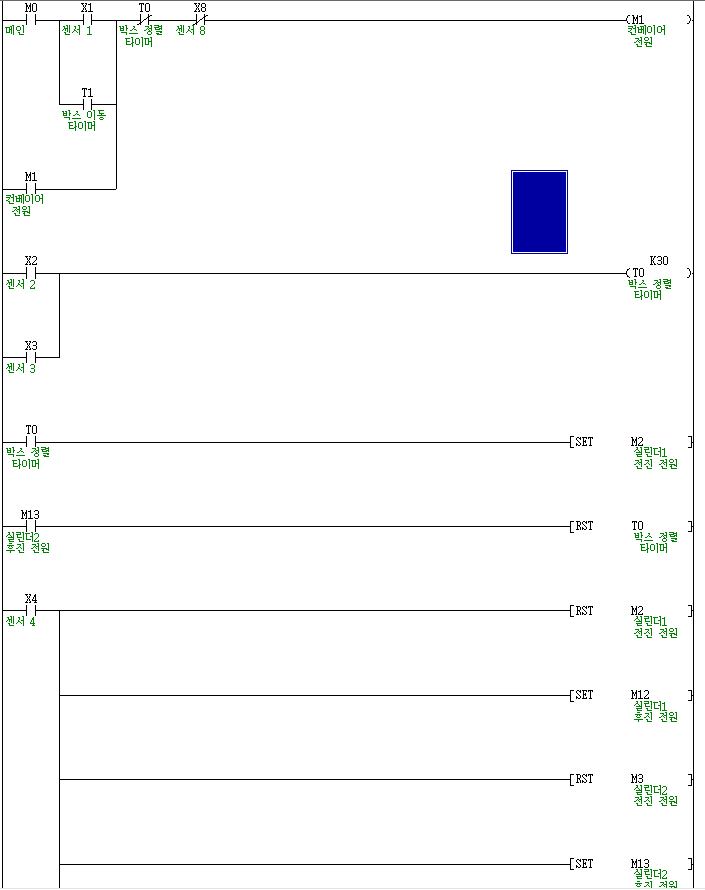 M0 X1 T0 X8 M1
메인 센서 1 박스 정렬 센서 8 컨베이어
타이머 전원
T1
박스 이동
타이머
M1
컨베이어
전원
X2 K30
T0
센서 2 박스 정렬
타이머
X3
센서 3
T0 SET M2
박스 정렬 실린더1
타이머 전진 전원
M13 RST T0
실린더2 박스 정렬
후진 전원 타이머
X4 RST M2
센서 4 실린더1
전진 전원
SET M12
실린더1
후진 전원
RST M3
실린더2
전진 전원
SET M13
실린더2
후진 전원